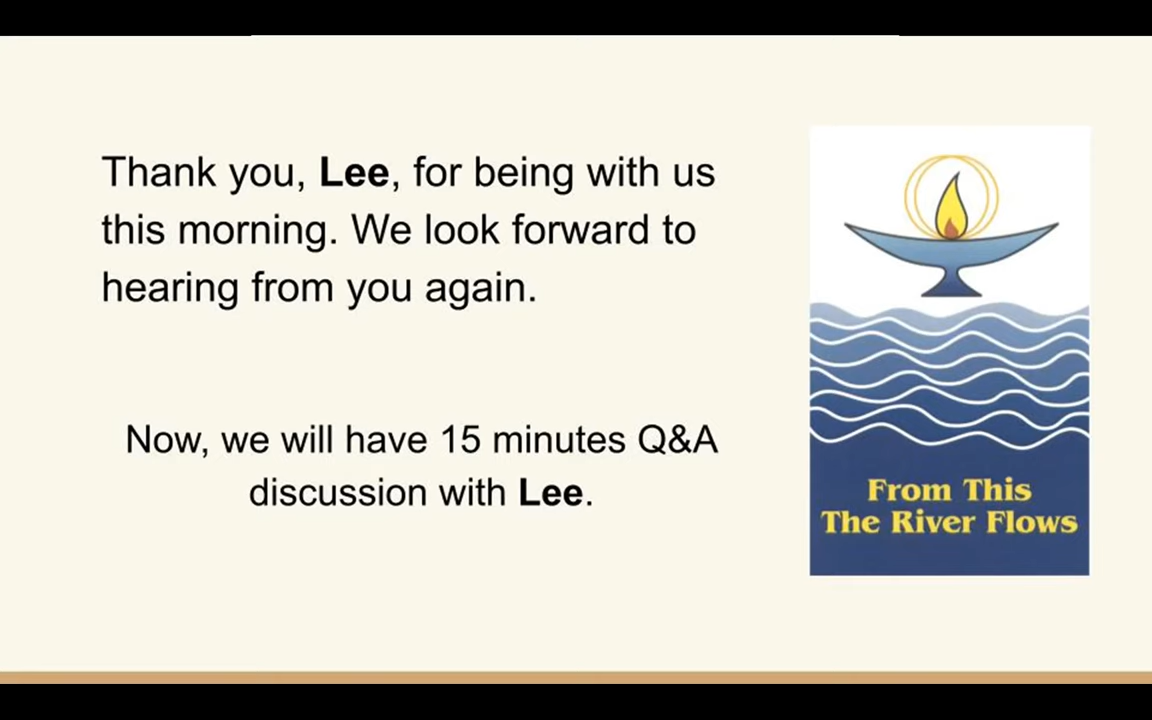 Thank you, Lee, for being with us
this morning. We look forward to
hearing from you again.
Now, we will have 15 minutes Q&A
discussion with Lee.
From This
The River Flows